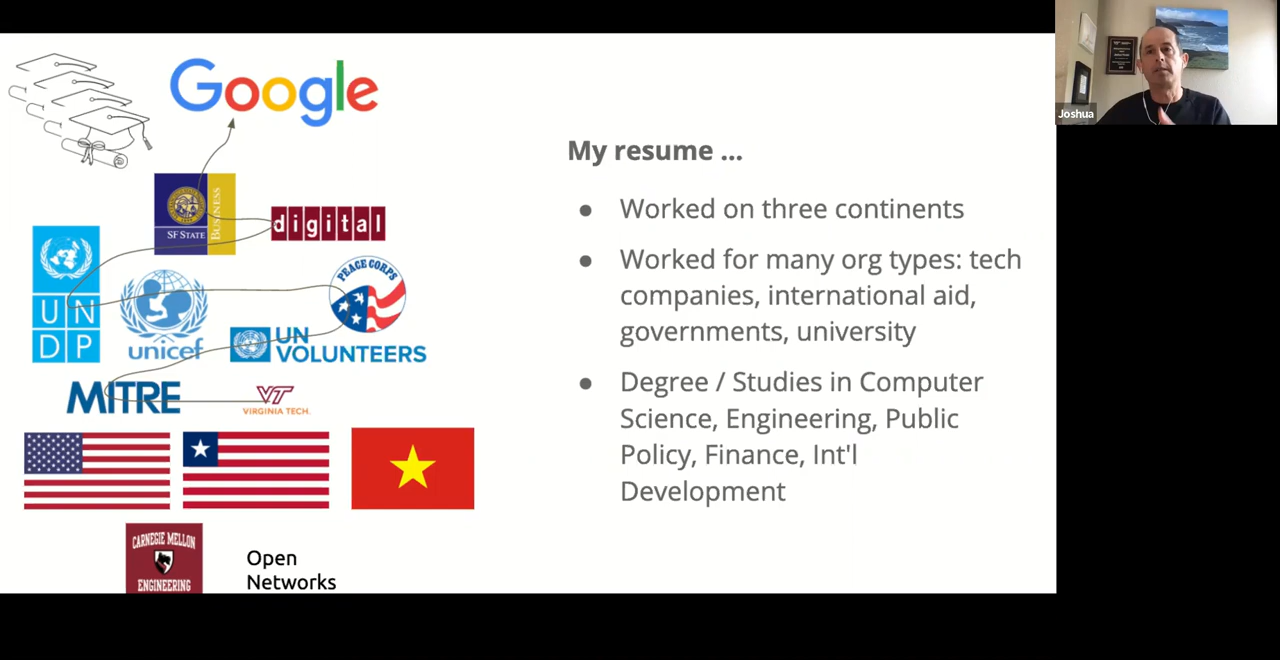 Google
SF STATE
BUSINESS
digital
UN
DP
unicef
PEACE CORPS
UN
VOLUNTEERS
MITRE
VT
VIRGINIA TECH.
CARNEGIE MELLON
ENGINEERING
Open
Networks
My resume ...
● Worked on three continents
● Worked for many org types: tech
companies, international aid,
governments, university
● Degree / Studies in Computer
Science, Engineering, Public
Policy, Finance, Int'l
Development
Joshua